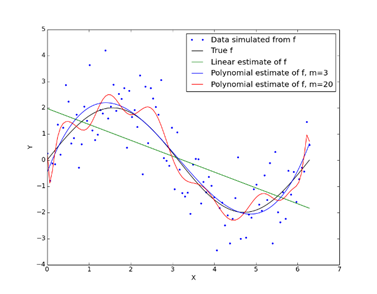 Data simulated from f
True f
Linear estimate of f
Polynomial estimate of f, m=3
Polynomial estimate of f, m=20
5
4
3
2
1
0
−1
−2
−3
−4
Y
0 1 2 3 4 5 6 7
X